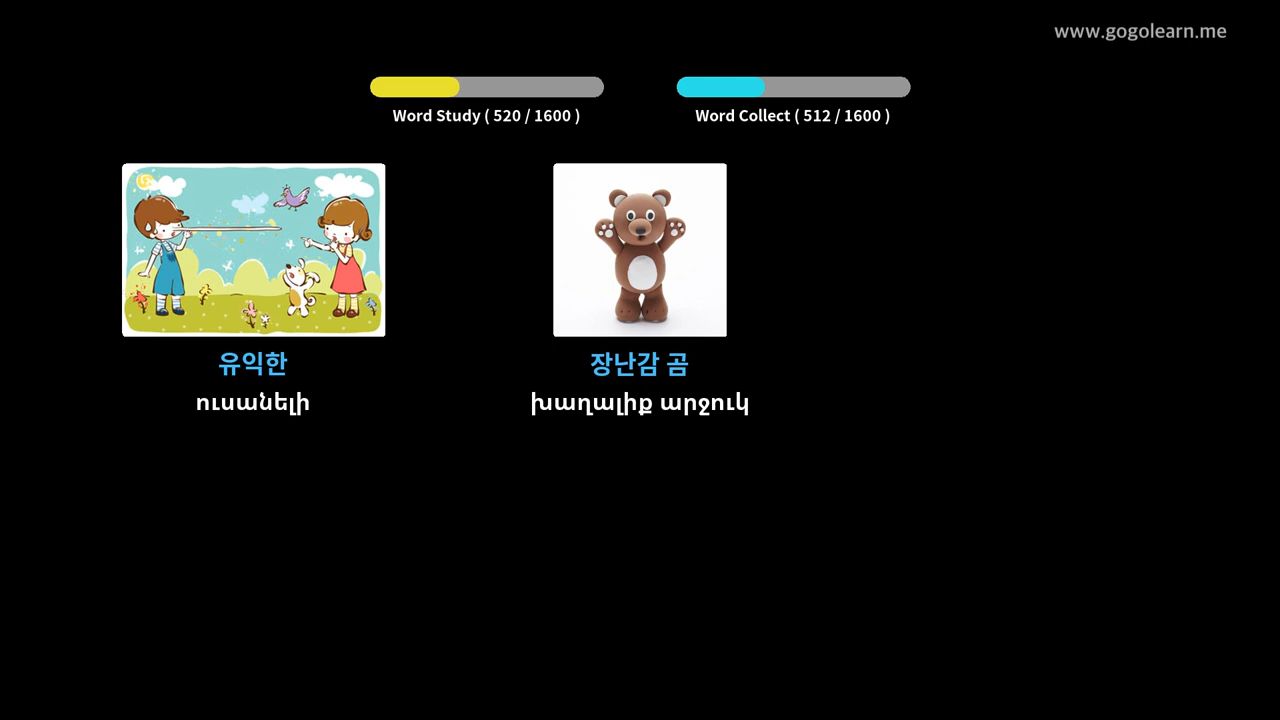 www.gogolearn.me
Word Study ( 520 / 1600 )
Word Collect ( 512 / 1600 )
유익한
ուսանելի
장난감 곰
խաղալիք արջուկ